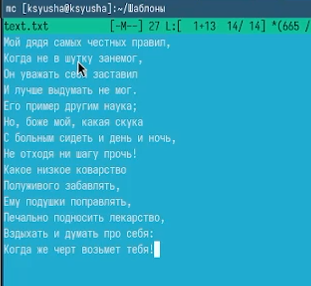 mc [ksyusha@ksyusha]:~/Шаблоны
text.txt [-M--] 27 L:[ 1+13 14/ 14] *(665 /
Мой дядя самых честных правил,
Когда не в шутку занемог,
Он уважать себя заставил
И лучше выдумать не мог.
Его пример другим наука;
Но, боже мой, какая скука
С больным сидеть и день и ночь,
Не отходя ни шагу прочь!
Какое низкое коварство
Полуживого забавлять,
Ему подушки поправлять,
Печально подносить лекарство,
Вздыхать и думать про себя:
Когда же черт возьмет тебя!